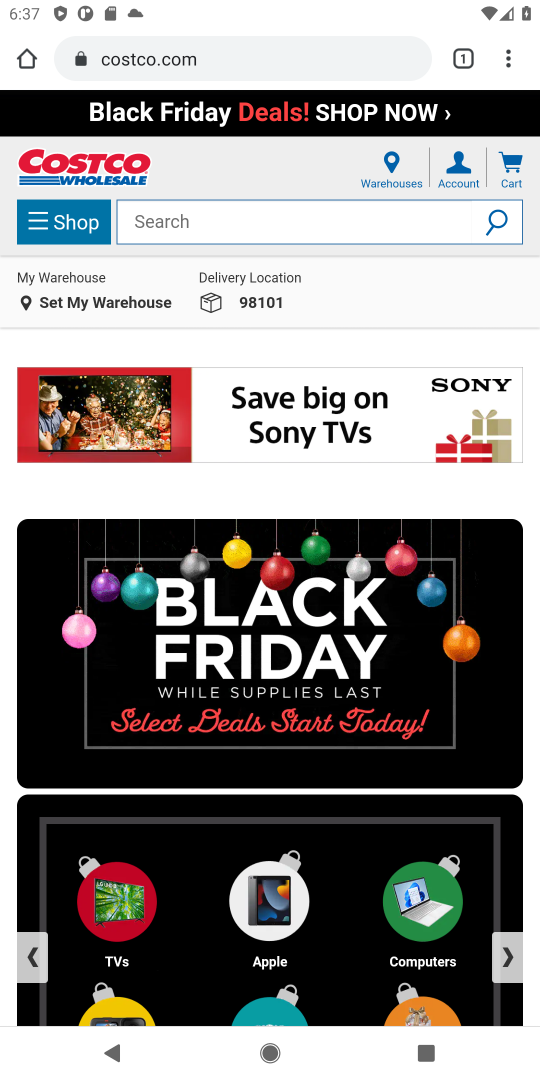 6:37
costco.com
1
Black Friday Deals! SHOP NOW ›
COSTCO
WHOLESALE
Warehouses
Account
Cart
Shop
Search
My Warehouse
Delivery Location
Set My Warehouse
98101
Save big on
Sony TVs
SONY
BLACK
FRIDAY
WHILE SUPPLIES LAST
Select Deals Start Today!
TVs
Apple
Computers